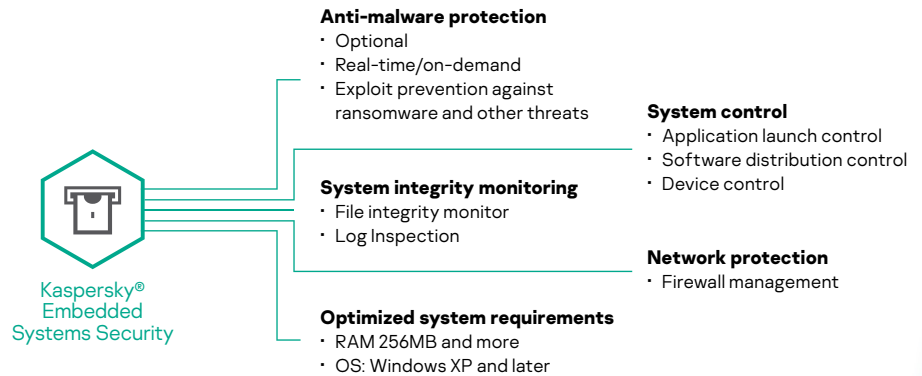 Anti-malware protection
· Optional
· Real-time/on-demand
· Exploit prevention against
ransomware and other threats
System control
· Application launch control
· Software distribution control
· Device control
System integrity monitoring
· File integrity monitor
· Log Inspection
Network protection
· Firewall management
Kaspersky®
Embedded
Systems Security
Optimized system requirements
· RAM 256MB and more
· OS: Windows XP and later